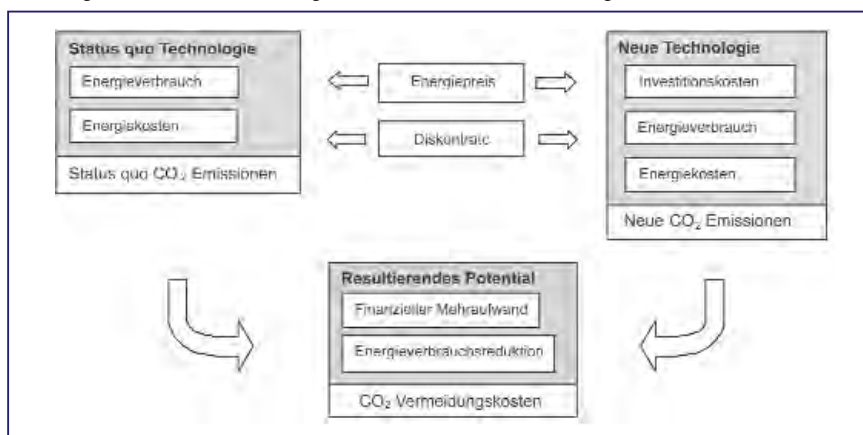 Status quo Technologie
Energieverbrauch
Energiekosten
Status quo CO₂ Emissionen
Energiepreis
Diskontrate
Neue Technologie
Investitionskosten
Energieverbrauch
Energiekosten
Neue CO₂ Emissionen
Resultierendes Potential
Finanzieller Mehraufwand
Energieverbrauchsreduktion
CO₂ Vermeidungskosten